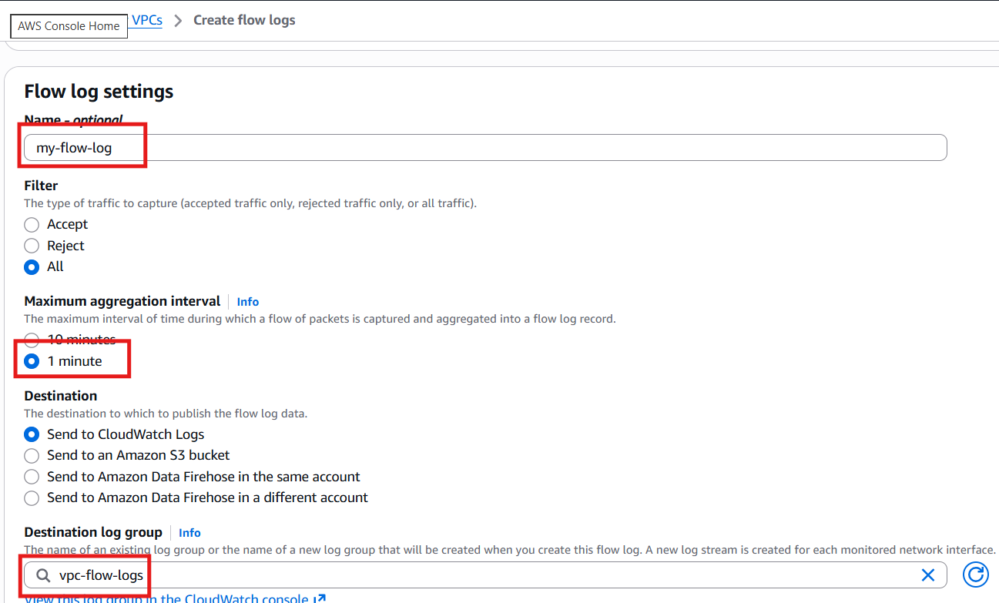 AWS Console Home VPCs Create flow logs
Flow log settings
Name - optional
my-flow-log
Filter
The type of traffic to capture (accepted traffic only, rejected traffic only, or all traffic).
Accept
Reject
All
Maximum aggregation interval Info
The maximum interval of time during which a flow of packets is captured and aggregated into a flow log record.
10 minutes
1 minute
Destination
The destination to which to publish the flow log data.
Send to CloudWatch Logs
Send to an Amazon S3 bucket
Send to Amazon Data Firehose in the same account
Send to Amazon Data Firehose in a different account
Destination log group Info
The name of an existing log group or the name of a new log group that will be created when you create this flow log. A new log stream is created for each monitored network interface.
vpc-flow-logs
View this log group in the CloudWatch console